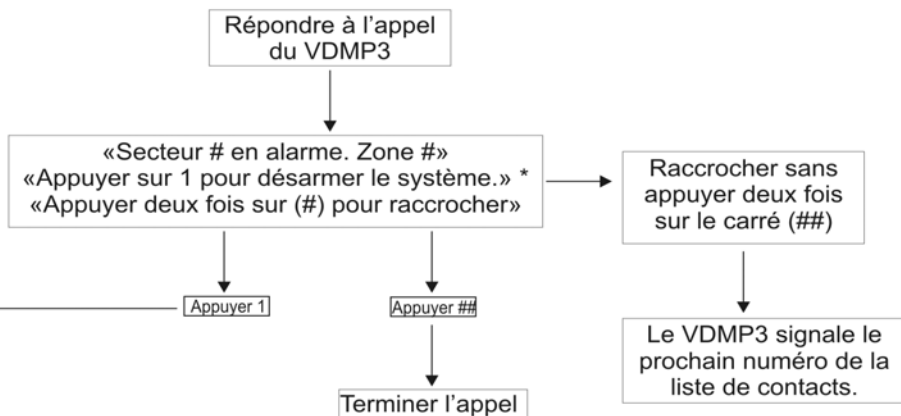 Répondre à l'appel
du VDMP3
«Secteur # en alarme. Zone #»
«Appuyer sur 1 pour désarmer le système.» *
«Appuyer deux fois sur (#) pour raccrocher»
Raccrocher sans
appuyer deux fois
sur le carré (##)
Appuyer 1
Appuyer ##
Le VDMP3 signale le
prochain numéro de la
liste de contacts.
Terminer l'appel